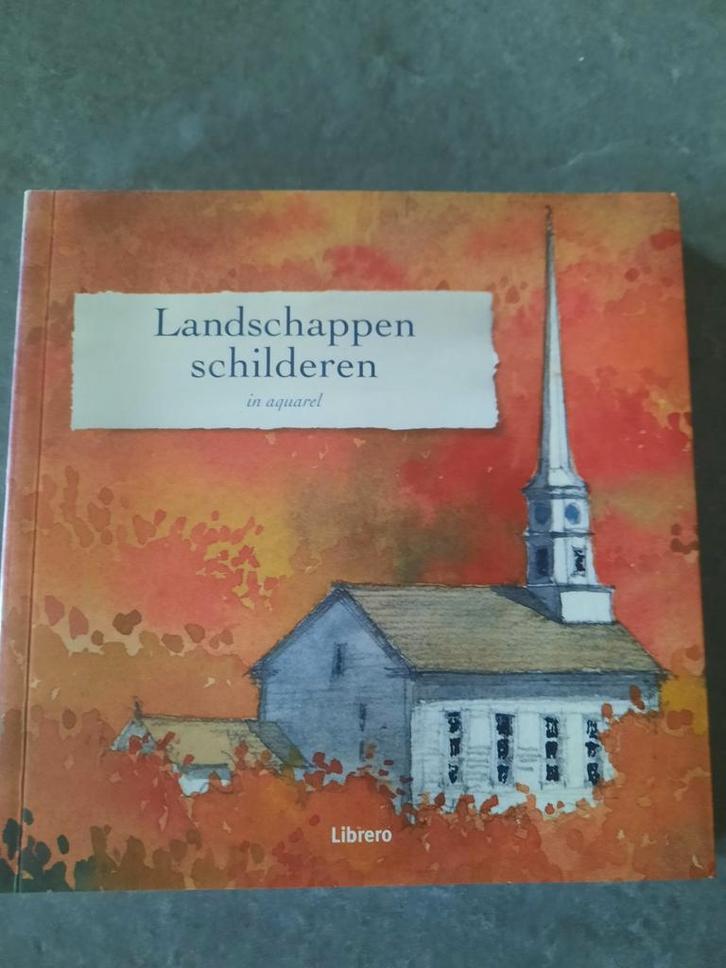 Landschappen
schilderen
in aquarel
Librero